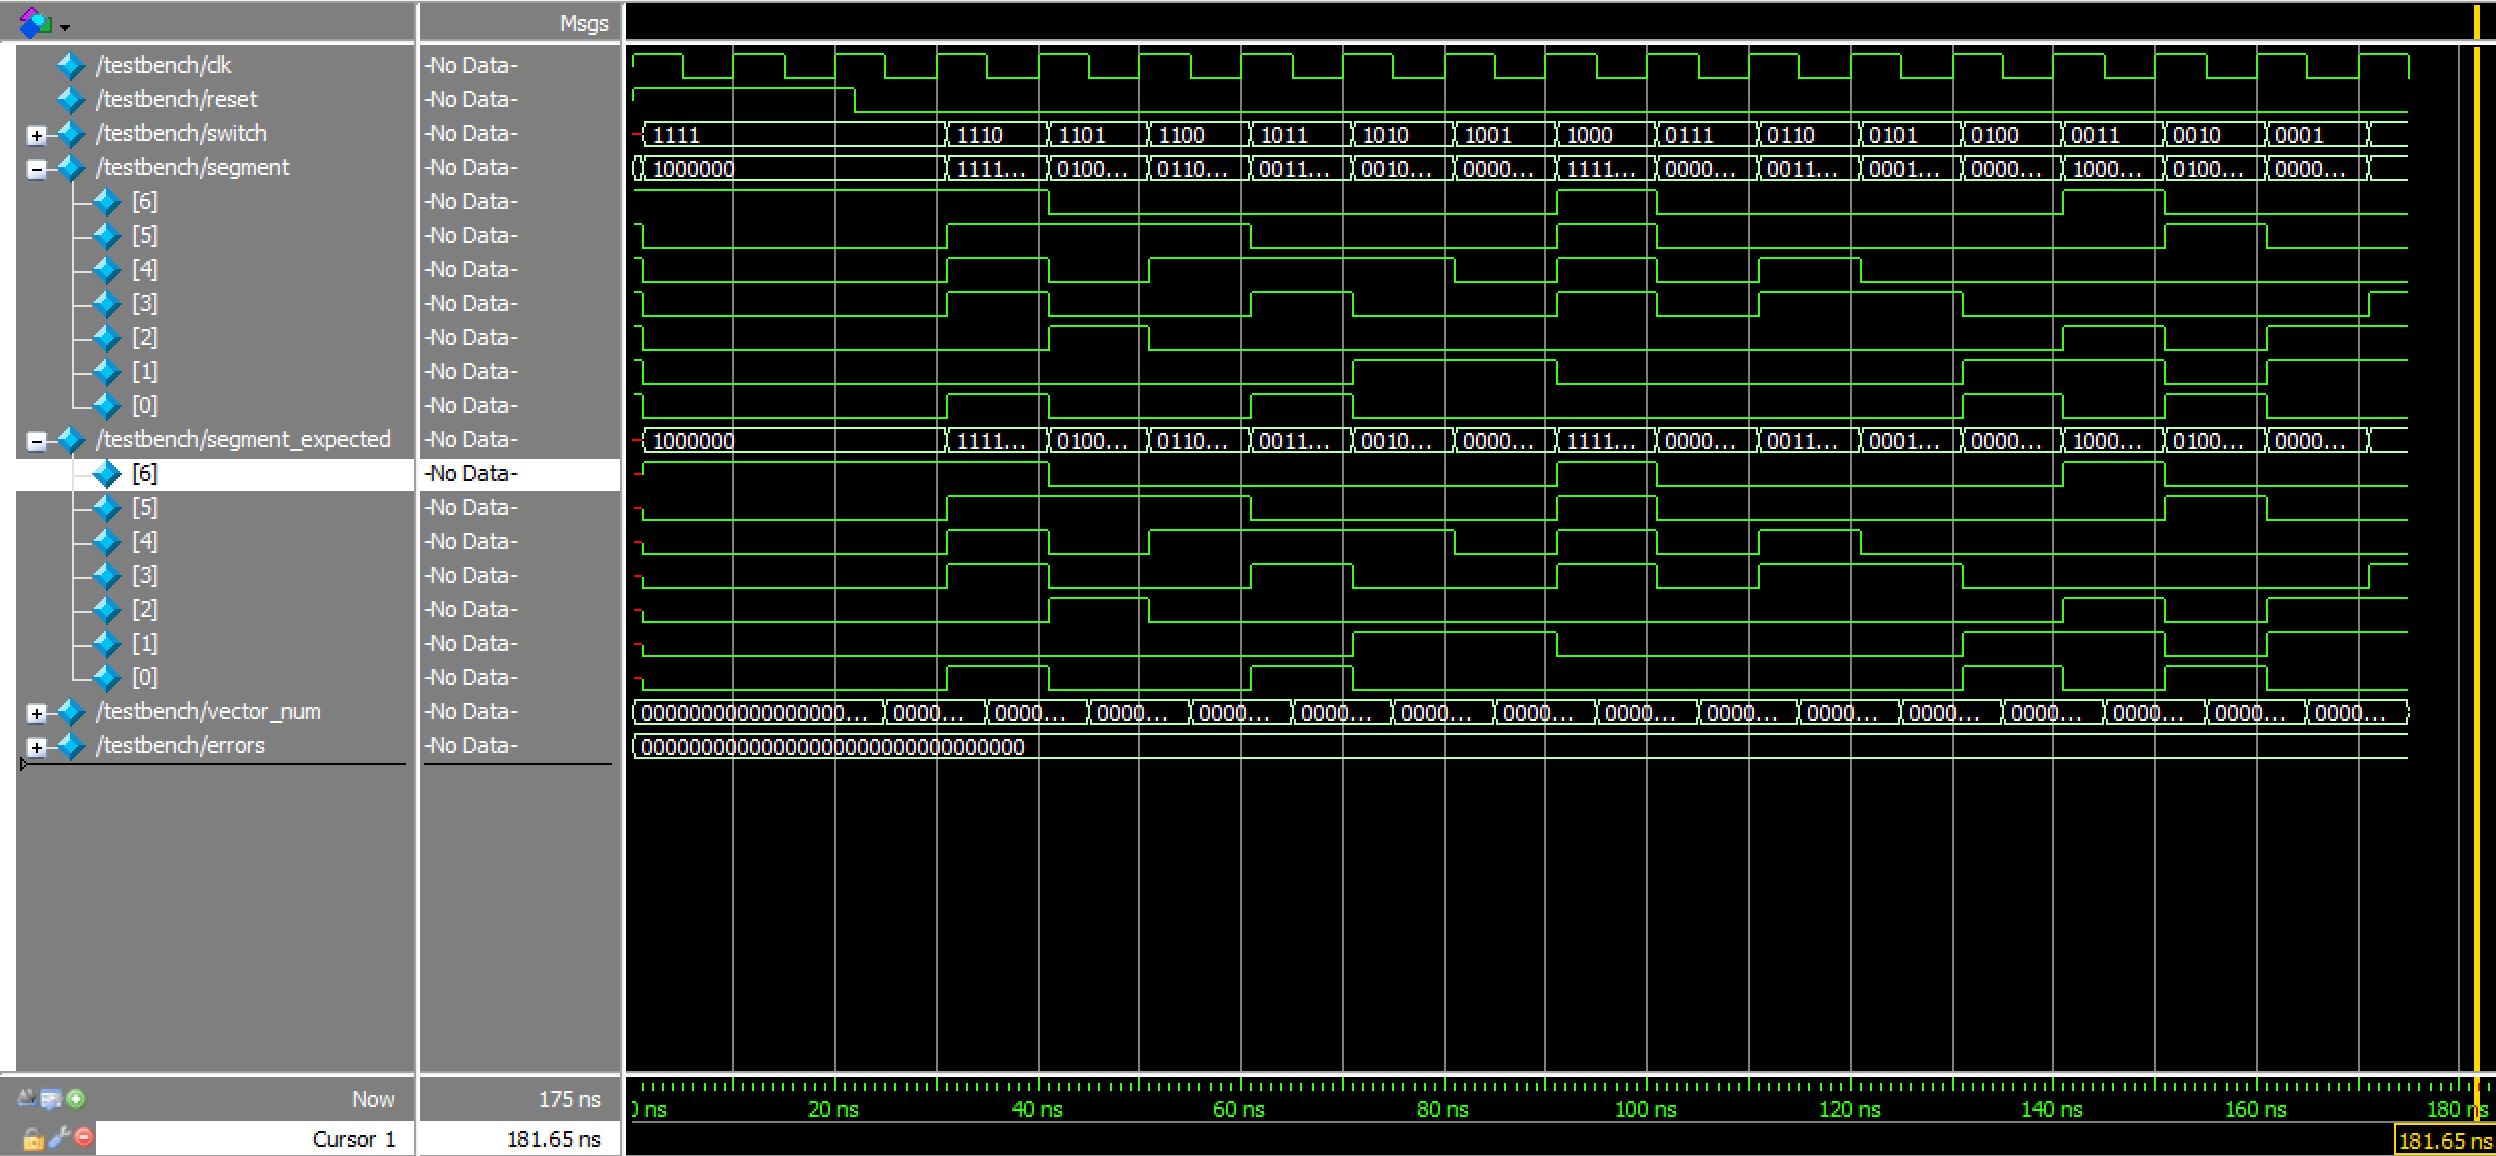 Msgs
/testbench/clk -No Data-
/testbench/reset -No Data-
/testbench/switch -No Data- 1111 1110 1101 1100 1011 1010 1001 1000 0111 0110 0101 0100 0011 0010 0001
/testbench/segment -No Data- 1000000 1111... 0100... 0110... 0011... 0010... 0000... 1111... 0000... 0011... 0001... 0000... 1000... 0100... 0000...
[6] -No Data-
[5] -No Data-
[4] -No Data-
[3] -No Data-
[2] -No Data-
[1] -No Data-
[0] -No Data-
/testbench/segment_expected -No Data- 1000000 1111... 0100... 0110... 0011... 0010... 0000... 1111... 0000... 0011... 0001... 0000... 1000... 0100... 0000...
[6] -No Data-
[5] -No Data-
[4] -No Data-
[3] -No Data-
[2] -No Data-
[1] -No Data-
[0] -No Data-
/testbench/vector_num -No Data- 00000000000000000... 0000... 0000... 0000... 0000... 0000... 0000... 0000... 0000... 0000... 0000... 0000... 0000... 0000... 0000... 0000...
/testbench/errors -No Data- 00000000000000000000000000000000
Now 175 ns
0 ns 20 ns 40 ns 60 ns 80 ns 100 ns 120 ns 140 ns 160 ns 180 ns
Cursor 1 181.65 ns 181.65 ns